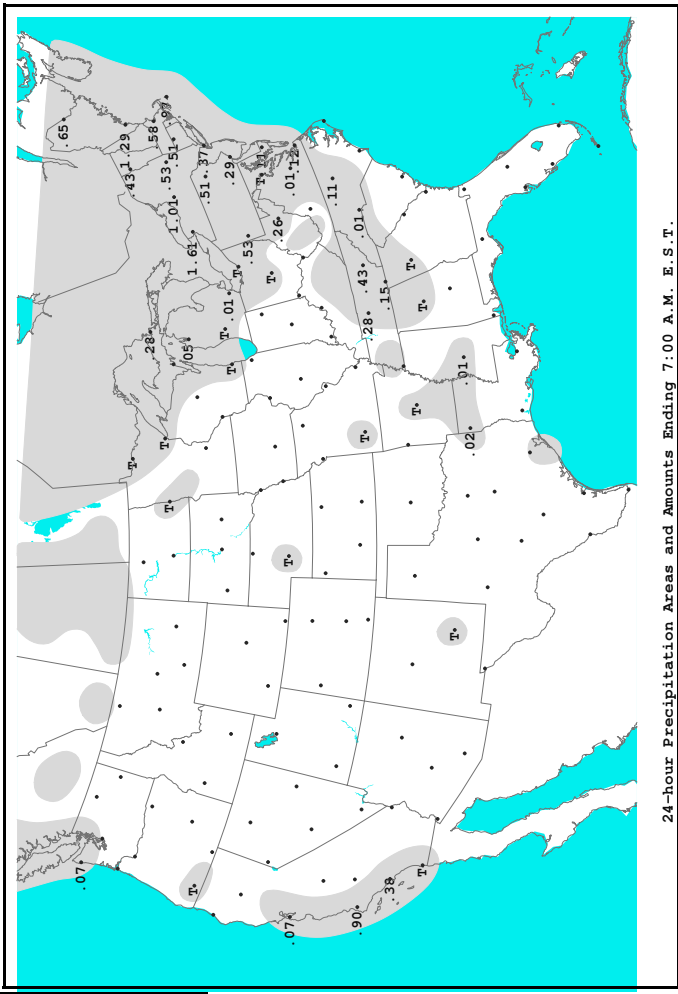 .65
.07
1.29
.43
T
.28
.58
T
.53
.97
T
.51
1.01
.05
1.61
T
.37
.51
T
.01
.29
T
T
.53
T
.11
T
.26
T
.07
.01
.12
.11
.90
.01
.43
T
.28
.15
.38
T
T
T
T
T
.01
.02
24-hour Precipitation Areas and Amounts Ending 7:00 A.M. E.S.T.